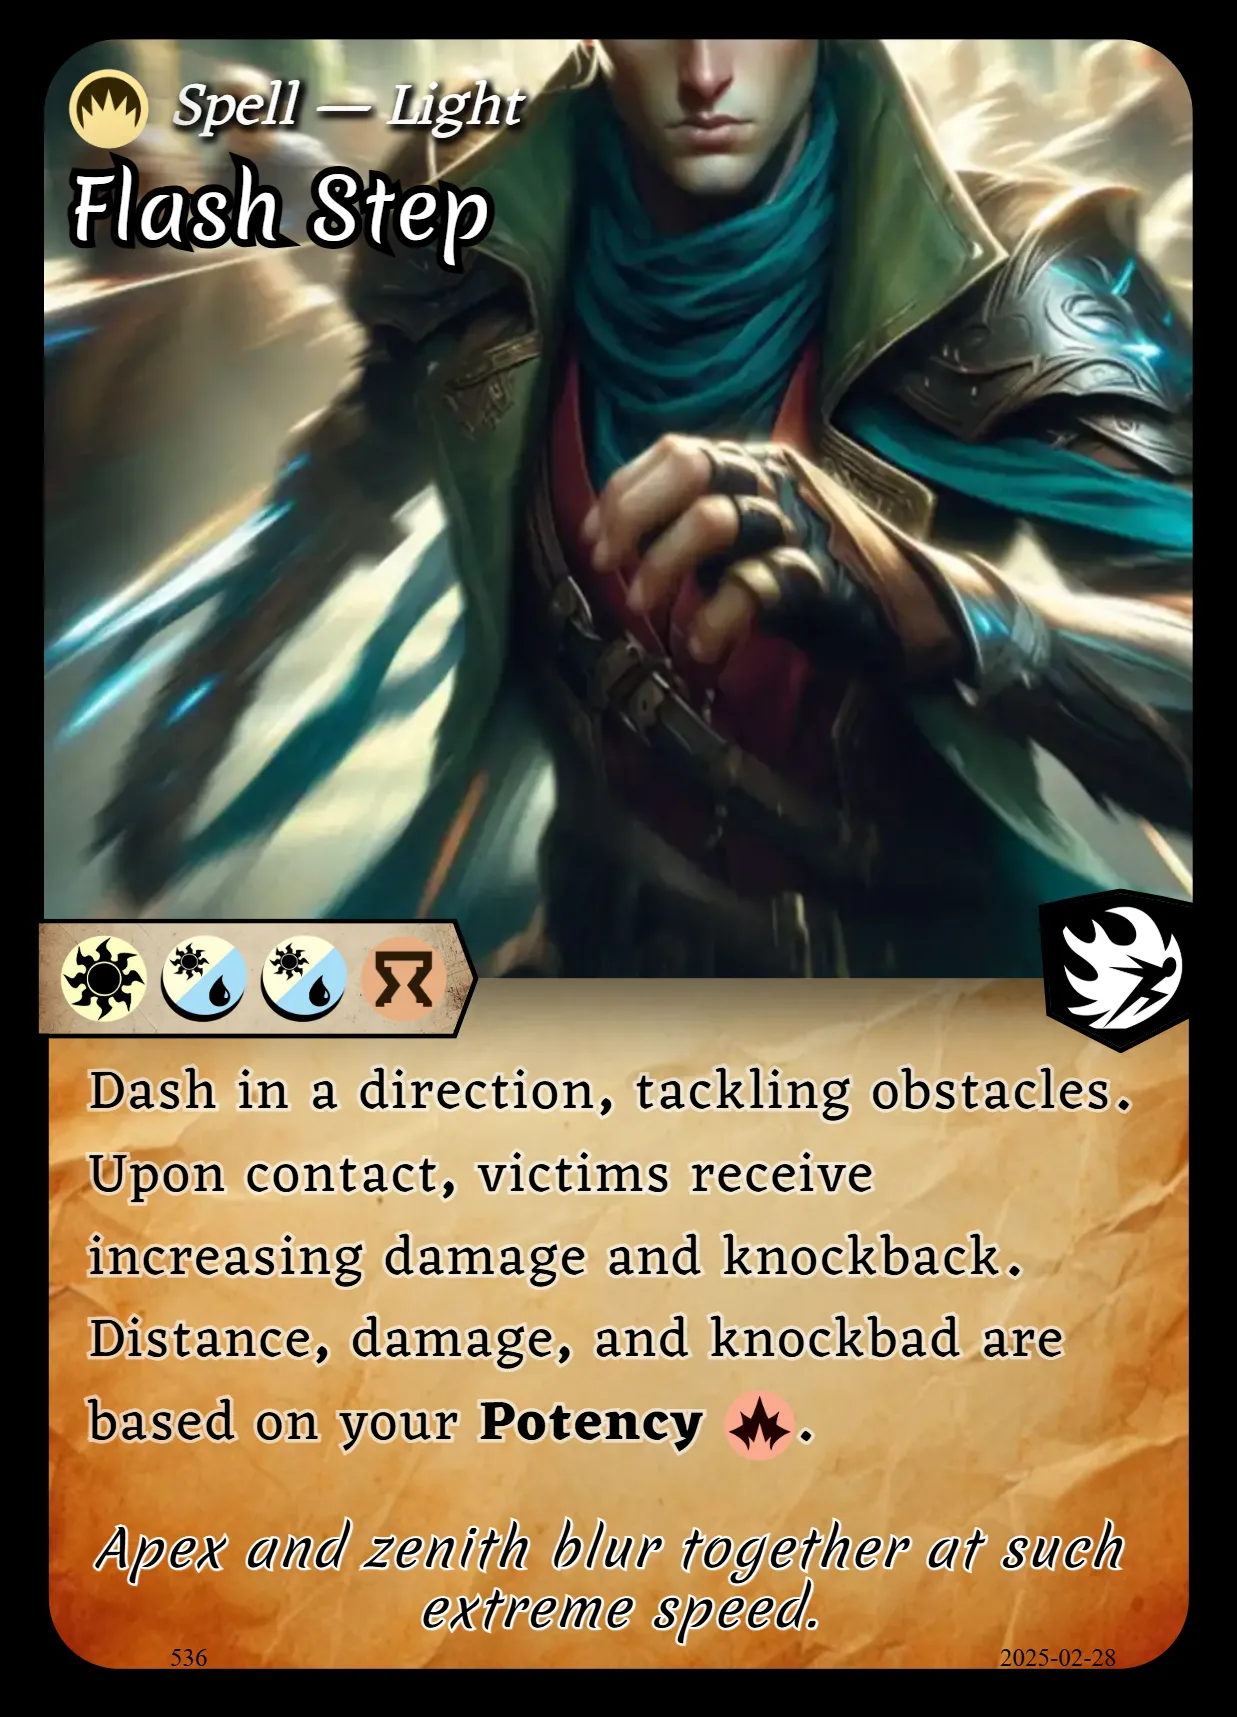 Spell — Light
Flash Step
Dash in a direction, tackling obstacles.
Upon contact, victims receive
increasing damage and knockback.
Distance, damage, and knockbad are
based on your Potency .
Apex and zenith blur together at such
extreme speed.
536
2025-02-28